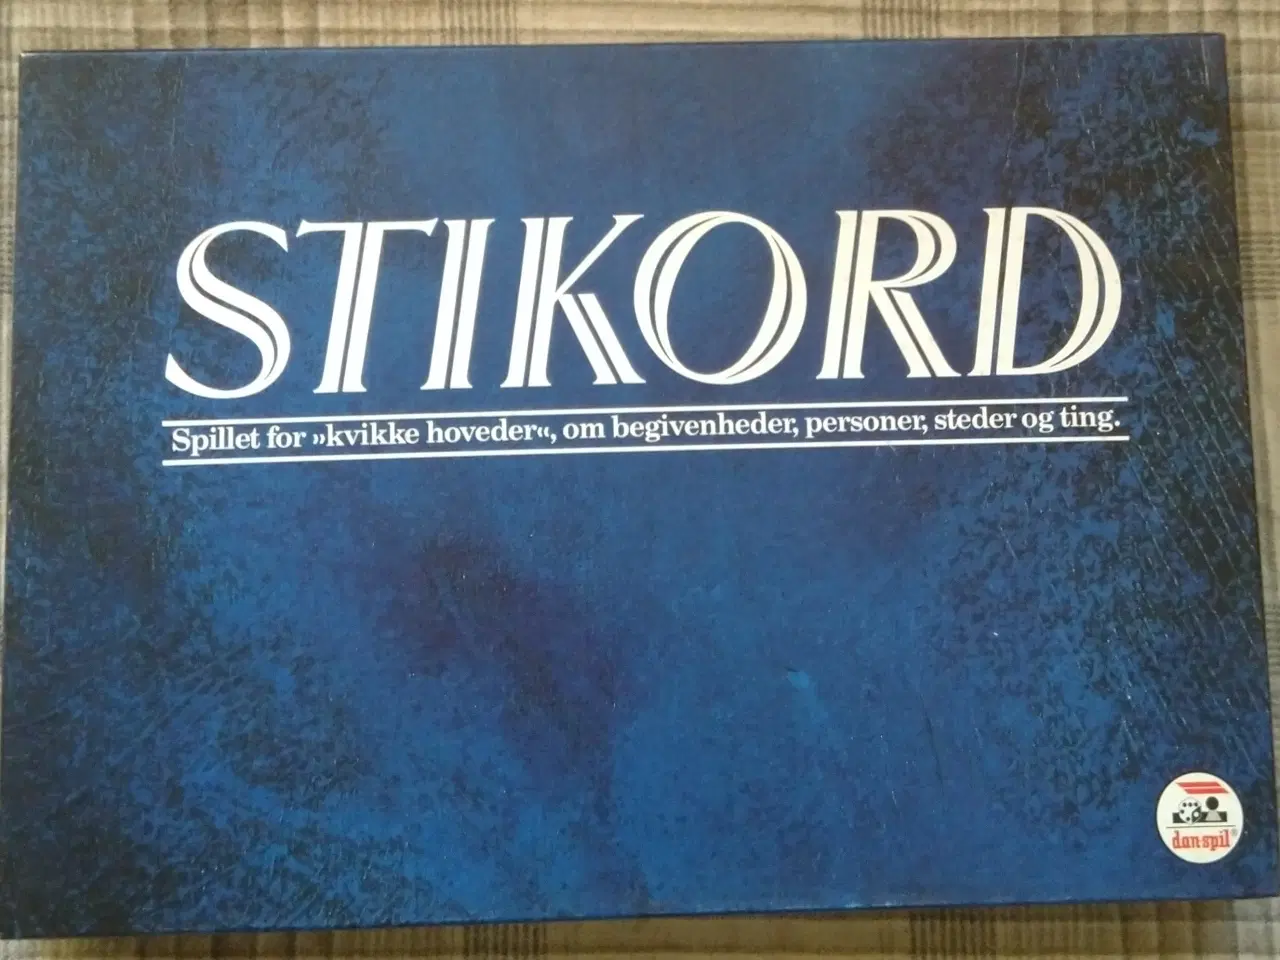 STIKORD
Spillet for »kvikke hoveder«, om begivenheder, personer, steder og ting.
dan-spil®